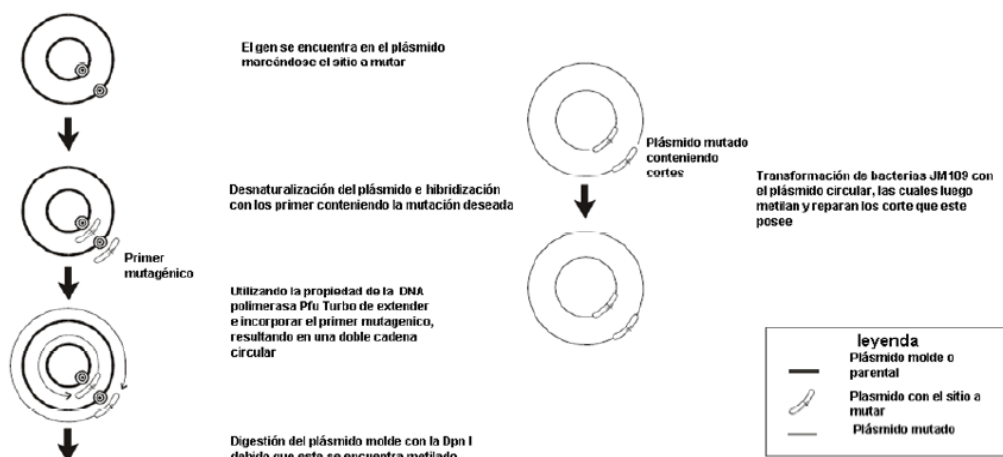 El gen se encuentra en el plásmido
marcándose el sitio a mutar
Desnaturalización del plásmido e hibridización
con los primer conteniendo la mutación deseada
Primer
mutagénico
Utilizando la propiedad de la DNA
polimerasa Pfu Turbo de extender
e incorporar el primer mutagenico,
resultando en una doble cadena
circular
Digestión del plásmido molde con la Dpn I
debido que este se encuentra metilado
Plásmido mutado
conteniendo
cortes
Transformación de bacterias JM109 con
el plásmido circular, las cuales luego
metilan y reparan los corte que este
posee
leyenda
Plásmido molde o
parental
Plasmido con el sitio a
mutar
Plásmido mutado